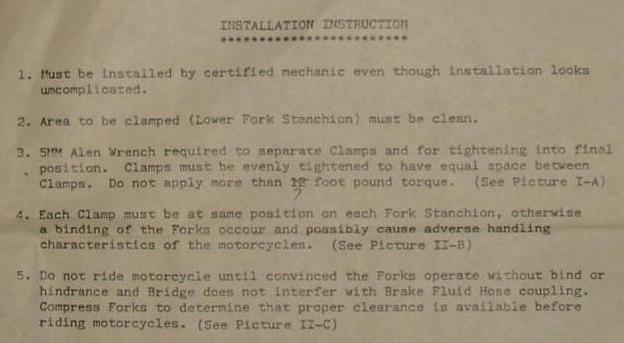 INSTALLATION INSTRUCTION
************************
1. Must be installed by certified mechanic even though installation looks
uncomplicated.
2. Area to be clamped (Lower Fork Stanchion) must be clean.
3. 5MM Alen Wrench required to separate Clamps and for tightening into final
position. Clamps must be evenly tightened to have equal space between
Clamps. Do not apply more than foot pound torque. (See Picture I-A)
7
4. Each Clamp must be at same position on each Fork Stanchion, otherwise
a binding of the Forks occour and possibly cause adverse handling
characteristics of the motorcycles. (See Picture II-B)
5. Do not ride motorcycle until convinced the Forks operate without bind or
hindrance and Bridge does not interfer with Brake Fluid Hose coupling.
Compress Forks to determine that proper clearance is available before
riding motorcycles. (See Picture II-C)